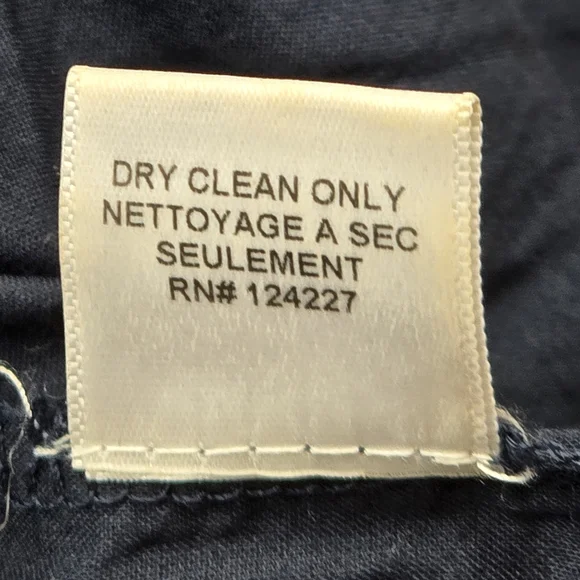 DRY CLEAN ONLY
NETTOYAGE A SEC
SEULEMENT
RN# 124227